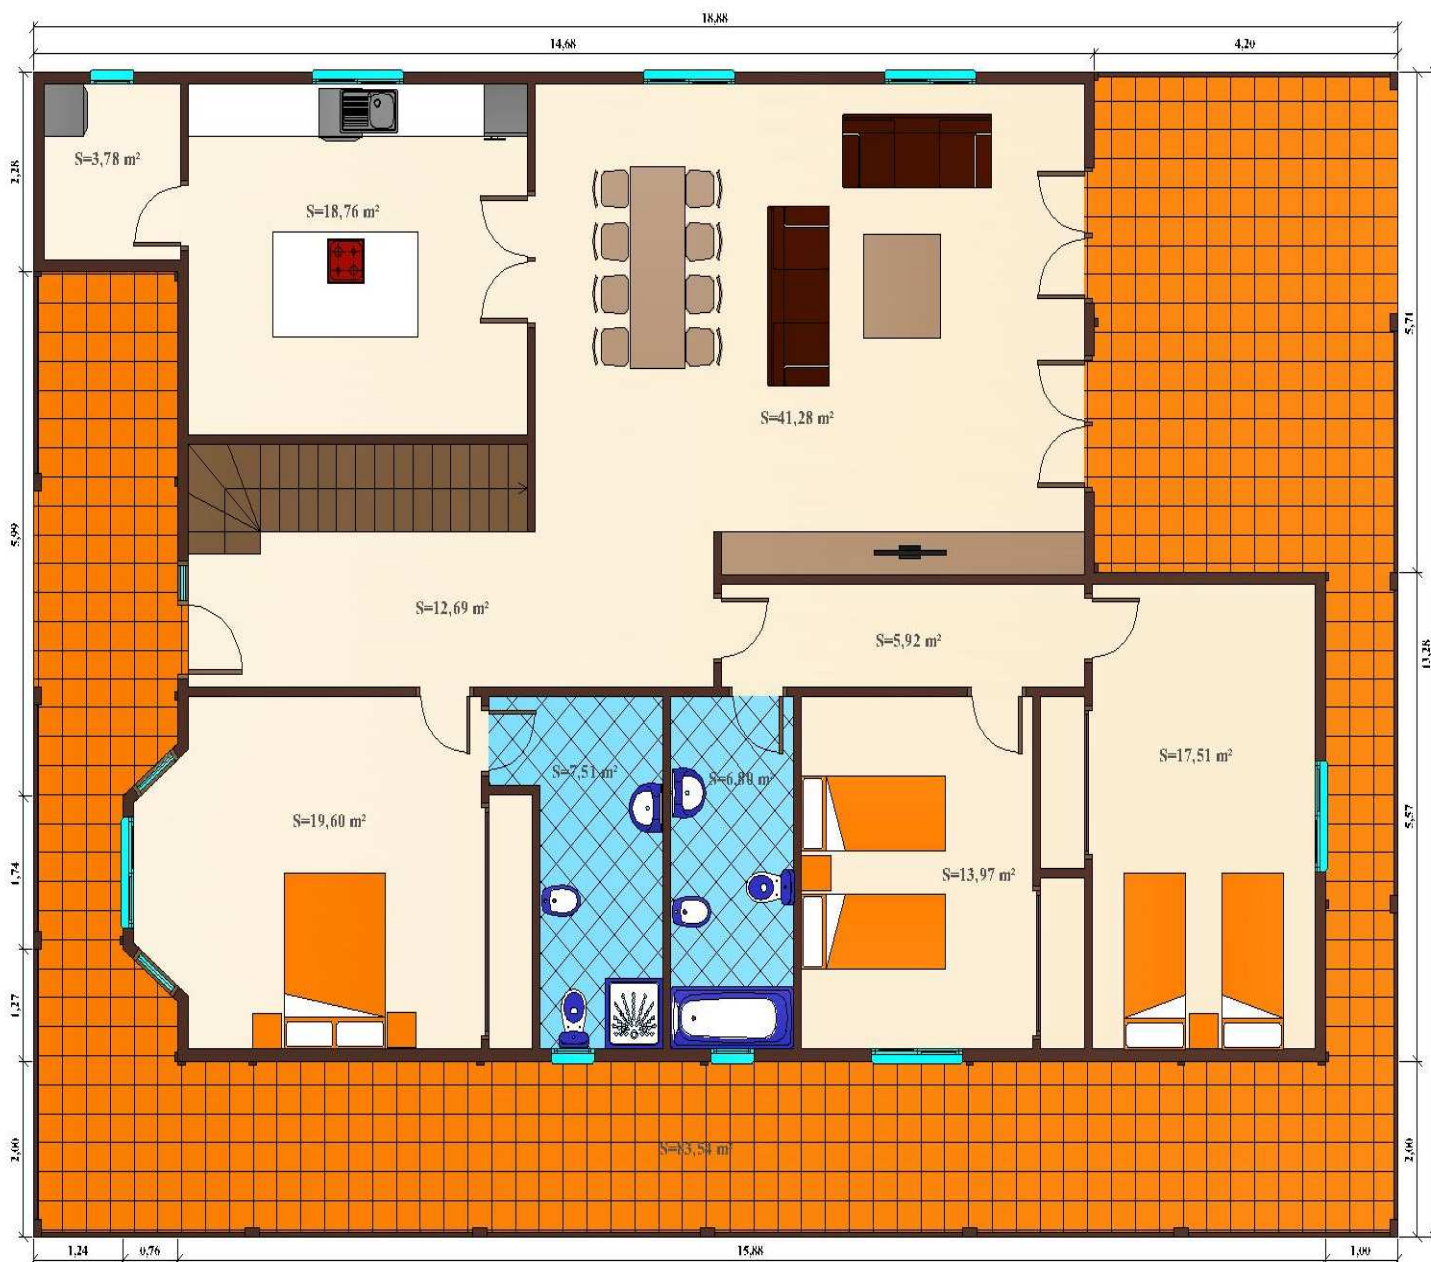 18,88
14,68
4,20
2,28
S=3,78 m²
S=18,76 m²
5,71
S=41,28 m²
5,99
S=12,69 m²
S=5,92 m²
13,28
S=7,51 m²
S=6,80 m²
S=17,51 m²
S=19,60 m²
S=13,97 m²
5,57
1,74
1,27
2,00
S=83,54 m²
2,00
1,24
0,76
15,88
1,00